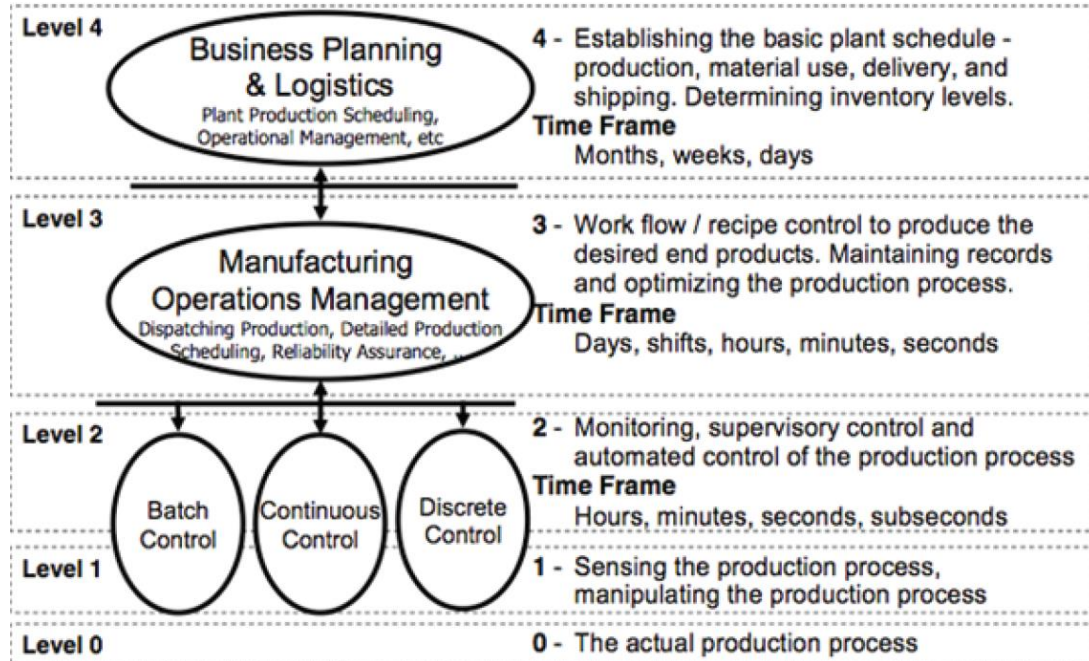 Level 4
Business Planning
& Logistics
Plant Production Scheduling,
Operational Management, etc
4 - Establishing the basic plant schedule -
production, material use, delivery, and
shipping. Determining inventory levels.
Time Frame
Months, weeks, days
Level 3
Manufacturing
Operations Management
Dispatching Production, Detailed Production
Scheduling, Reliability Assurance, ...
3 - Work flow / recipe control to produce the
desired end products. Maintaining records
and optimizing the production process.
Time Frame
Days, shifts, hours, minutes, seconds
Level 2
Batch
Control
Continuous
Control
Discrete
Control
2 - Monitoring, supervisory control and
automated control of the production process
Time Frame
Hours, minutes, seconds, subseconds
Level 1
1 - Sensing the production process,
manipulating the production process
Level 0
0 - The actual production process